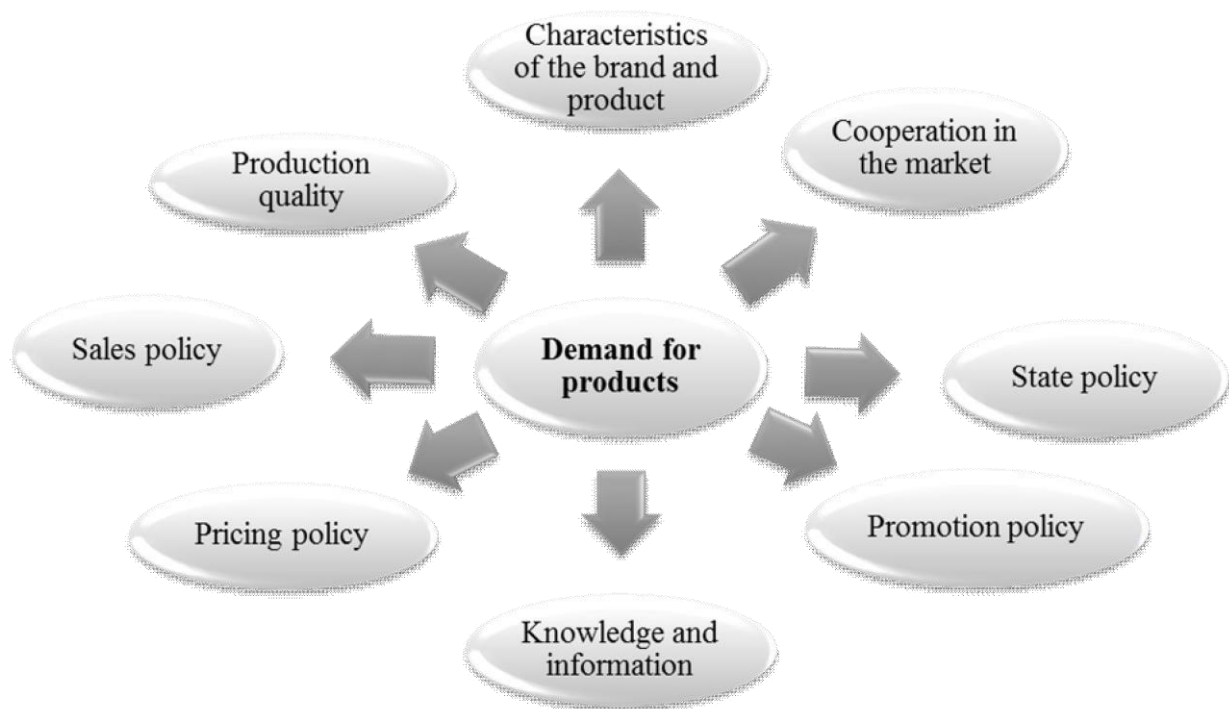 Characteristics
of the brand and
product
Cooperation in
the market
Production
quality
Sales policy
Demand for
products
State policy
Pricing policy
Promotion policy
Knowledge and
information